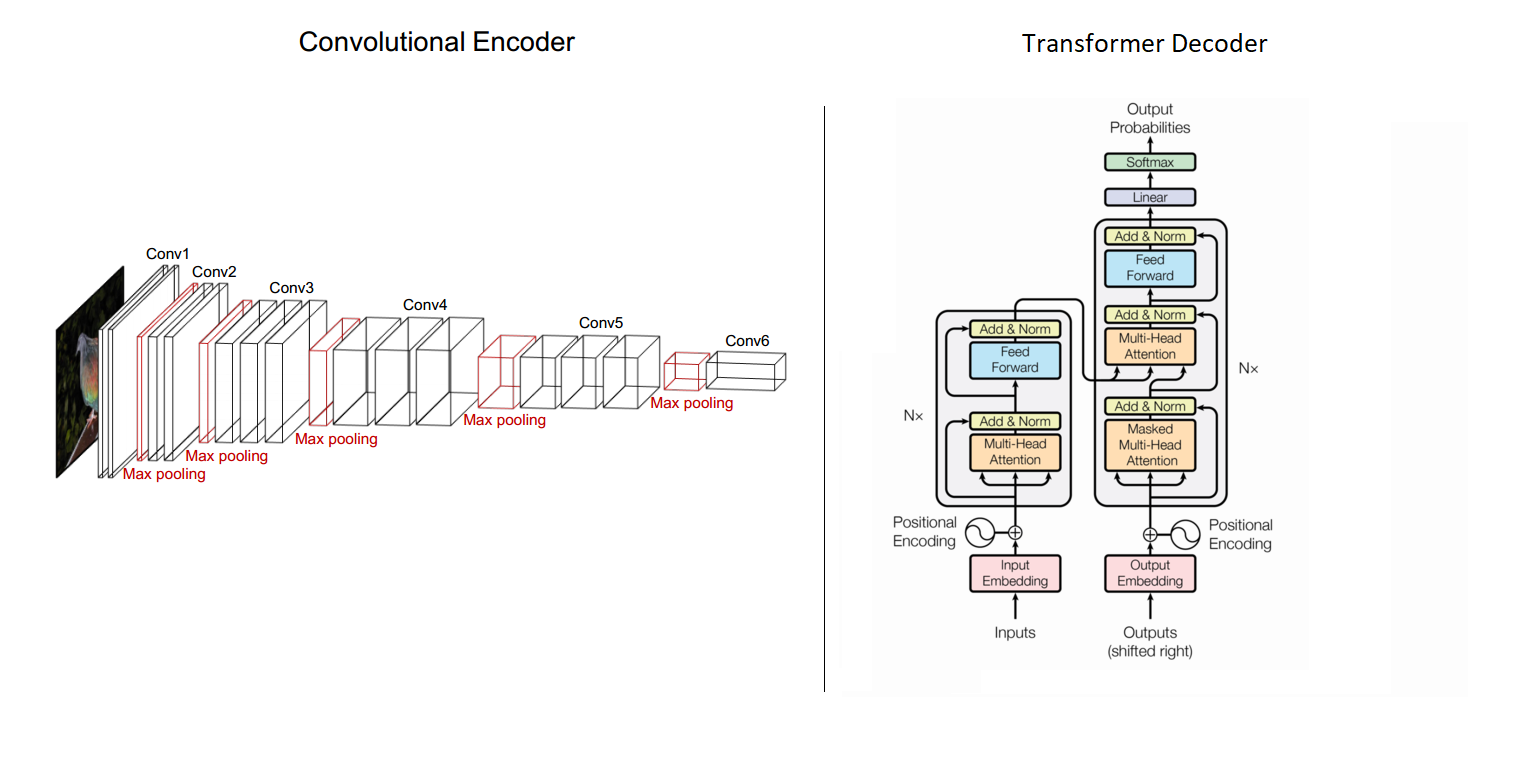 Convolutional Encoder
Conv1
Conv2
Conv3
Conv4
Conv5
Conv6
Max pooling
Max pooling
Max pooling
Max pooling
Max pooling
Transformer Decoder
Output
Probabilities
Softmax
Linear
Add & Norm
Feed
Forward
Add & Norm
Multi-Head
Attention
Nx
Add & Norm
Masked
Multi-Head
Attention
Add & Norm
Feed
Forward
Nx
Add & Norm
Multi-Head
Attention
Positional
Encoding
Positional
Encoding
Input
Embedding
Output
Embedding
Inputs
Outputs
(shifted right)